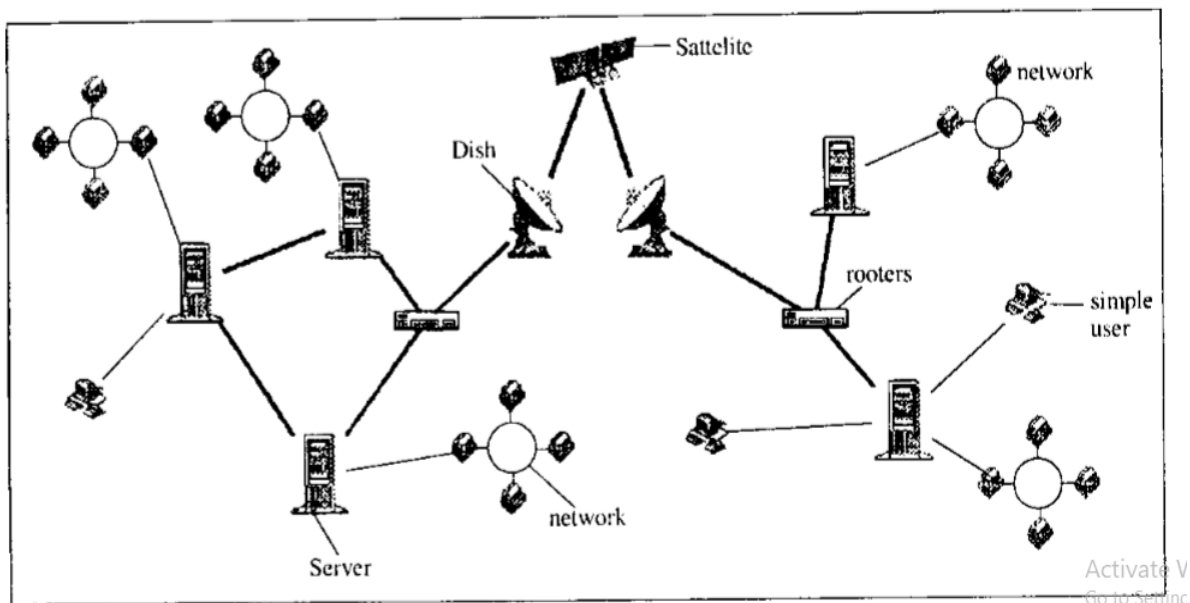 Sattelite
network
Dish
rooters
simple
user
network
Server
Activate